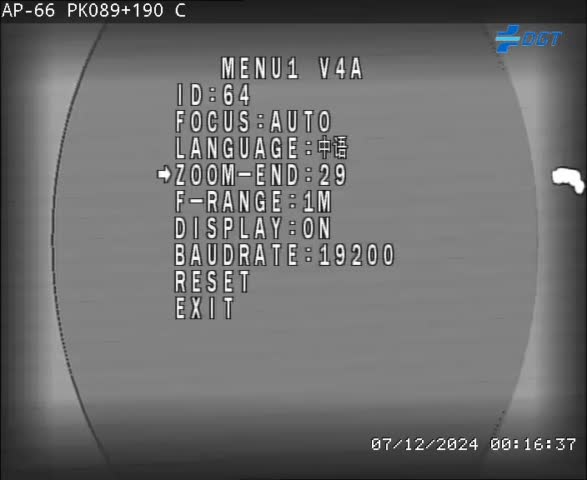 AP-66 PK089+190 C
DGT
MENU1 V4A
ID:64
FOCUS:AUTO
LANGUAGE:中语
ZOOM-END:29
F-RANGE:1M
DISPLAY:ON
BAUDRATE:19200
RESET
EXIT
07/12/2024 00:16:37